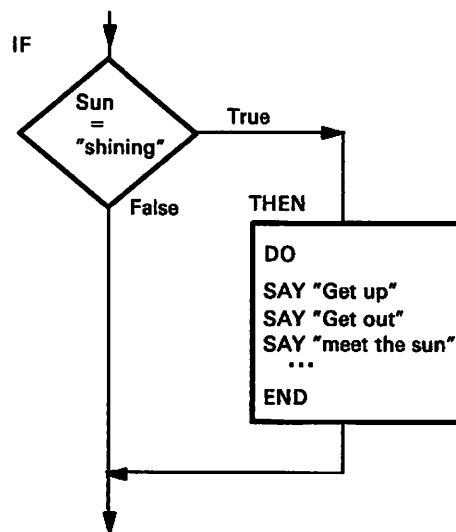 IF
Sun
=
"shining"
True
False
THEN
DO
SAY "Get up"
SAY "Get out"
SAY "meet the sun"
...
END